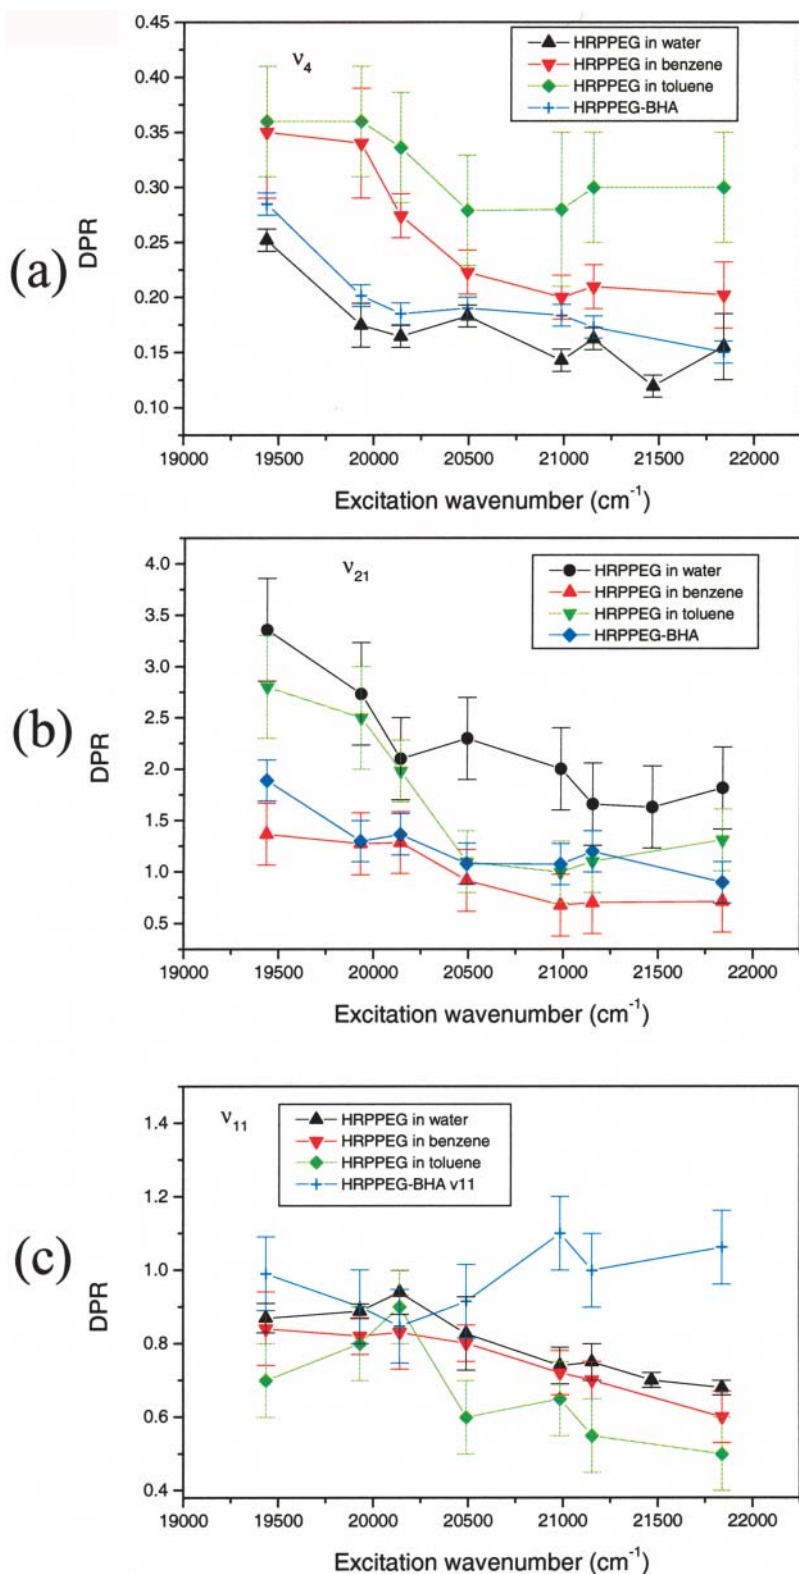 (a)
DPR
0.45
0.40
0.35
0.30
0.25
0.20
0.15
0.10
ν4
HRPPEG in water
HRPPEG in benzene
HRPPEG in toluene
HRPPEG-BHA
19000 19500 20000 20500 21000 21500 22000
Excitation wavenumber (cm-1)
(b)
DPR
4.0
3.5
3.0
2.5
2.0
1.5
1.0
0.5
ν21
HRPPEG in water
HRPPEG in benzene
HRPPEG in toluene
HRPPEG-BHA
19000 19500 20000 20500 21000 21500 22000
Excitation wavenumber (cm-1)
(c)
DPR
1.4
1.2
1.0
0.8
0.6
0.4
ν11
HRPPEG in water
HRPPEG in benzene
HRPPEG in toluene
HRPPEG-BHA v11
19000 19500 20000 20500 21000 21500 22000
Excitation wavenumber (cm-1)